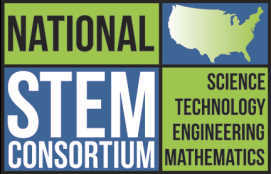 NATIONAL
STEM
CONSORTIUM
SCIENCE
TECHNOLOGY
ENGINEERING
MATHEMATICS